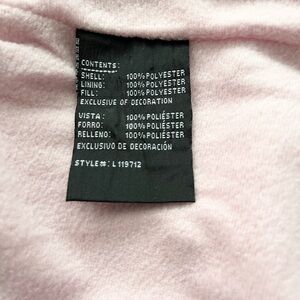 CONTENTS:
SHELL: 100% POLYESTER
LINING: 100% POLYESTER
FILL: 100% POLYESTER
EXCLUSIVE OF DECORATION
VISTA: 100% POLIÉSTER
FORRO: 100% POLIÉSTER
RELLENO: 100% POLIÉSTER
EXCLUSIVO DE DECORACIÓN
STYLE#: L119712